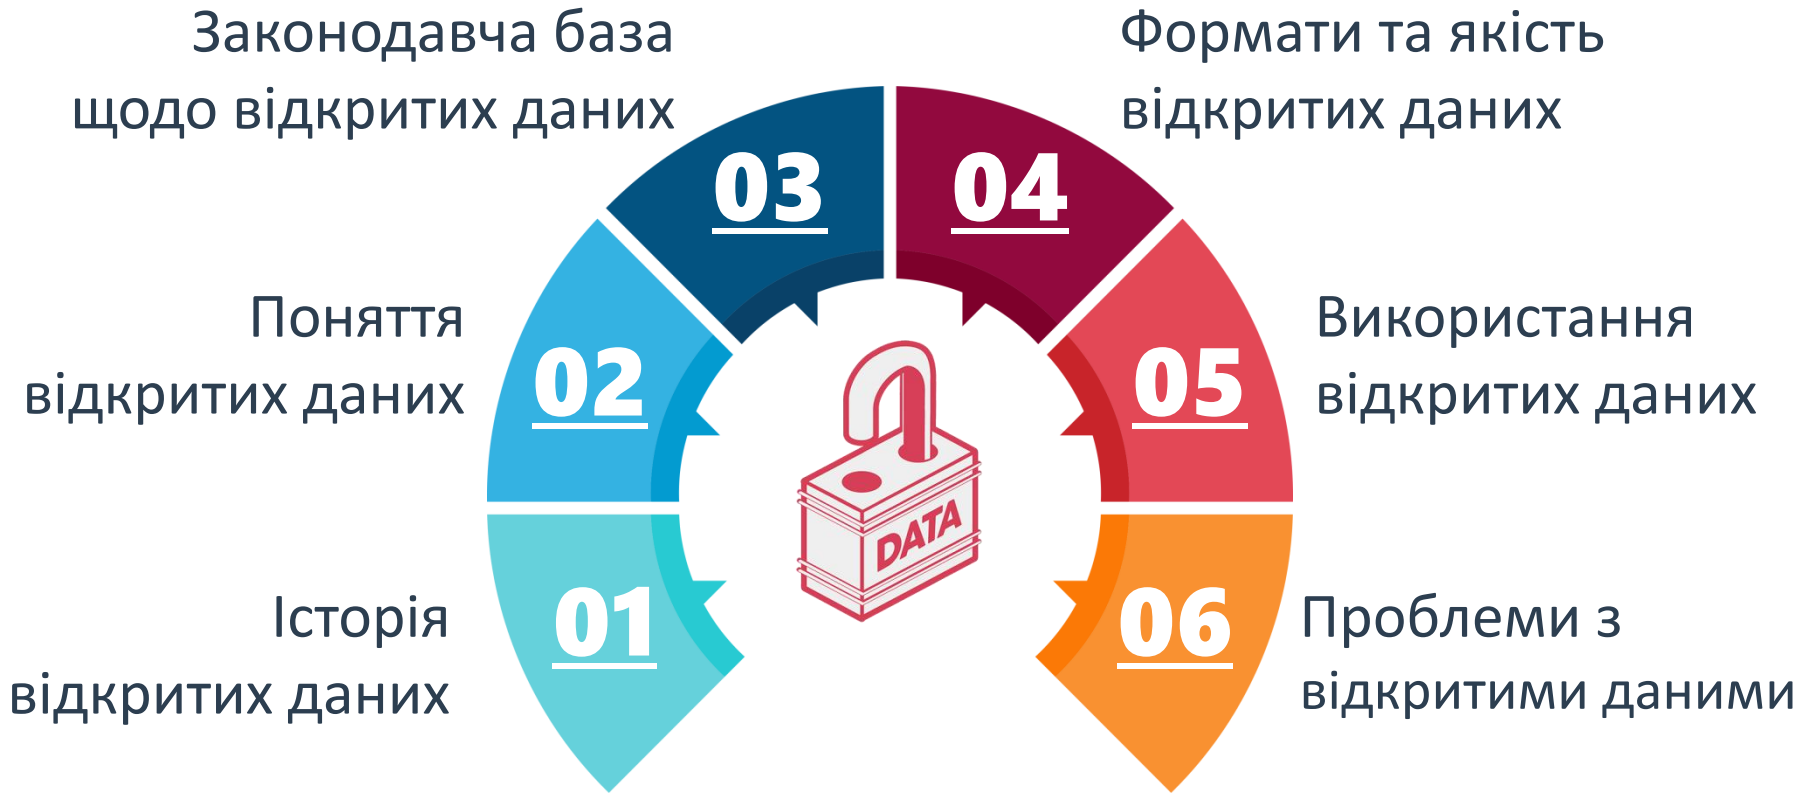 01
Історія
відкритих даних
02
Поняття
відкритих даних
03
Законодавча база
щодо відкритих даних
04
Формати та якість
відкритих даних
05
Використання
відкритих даних
06
Проблеми з
відкритими даними
DATA